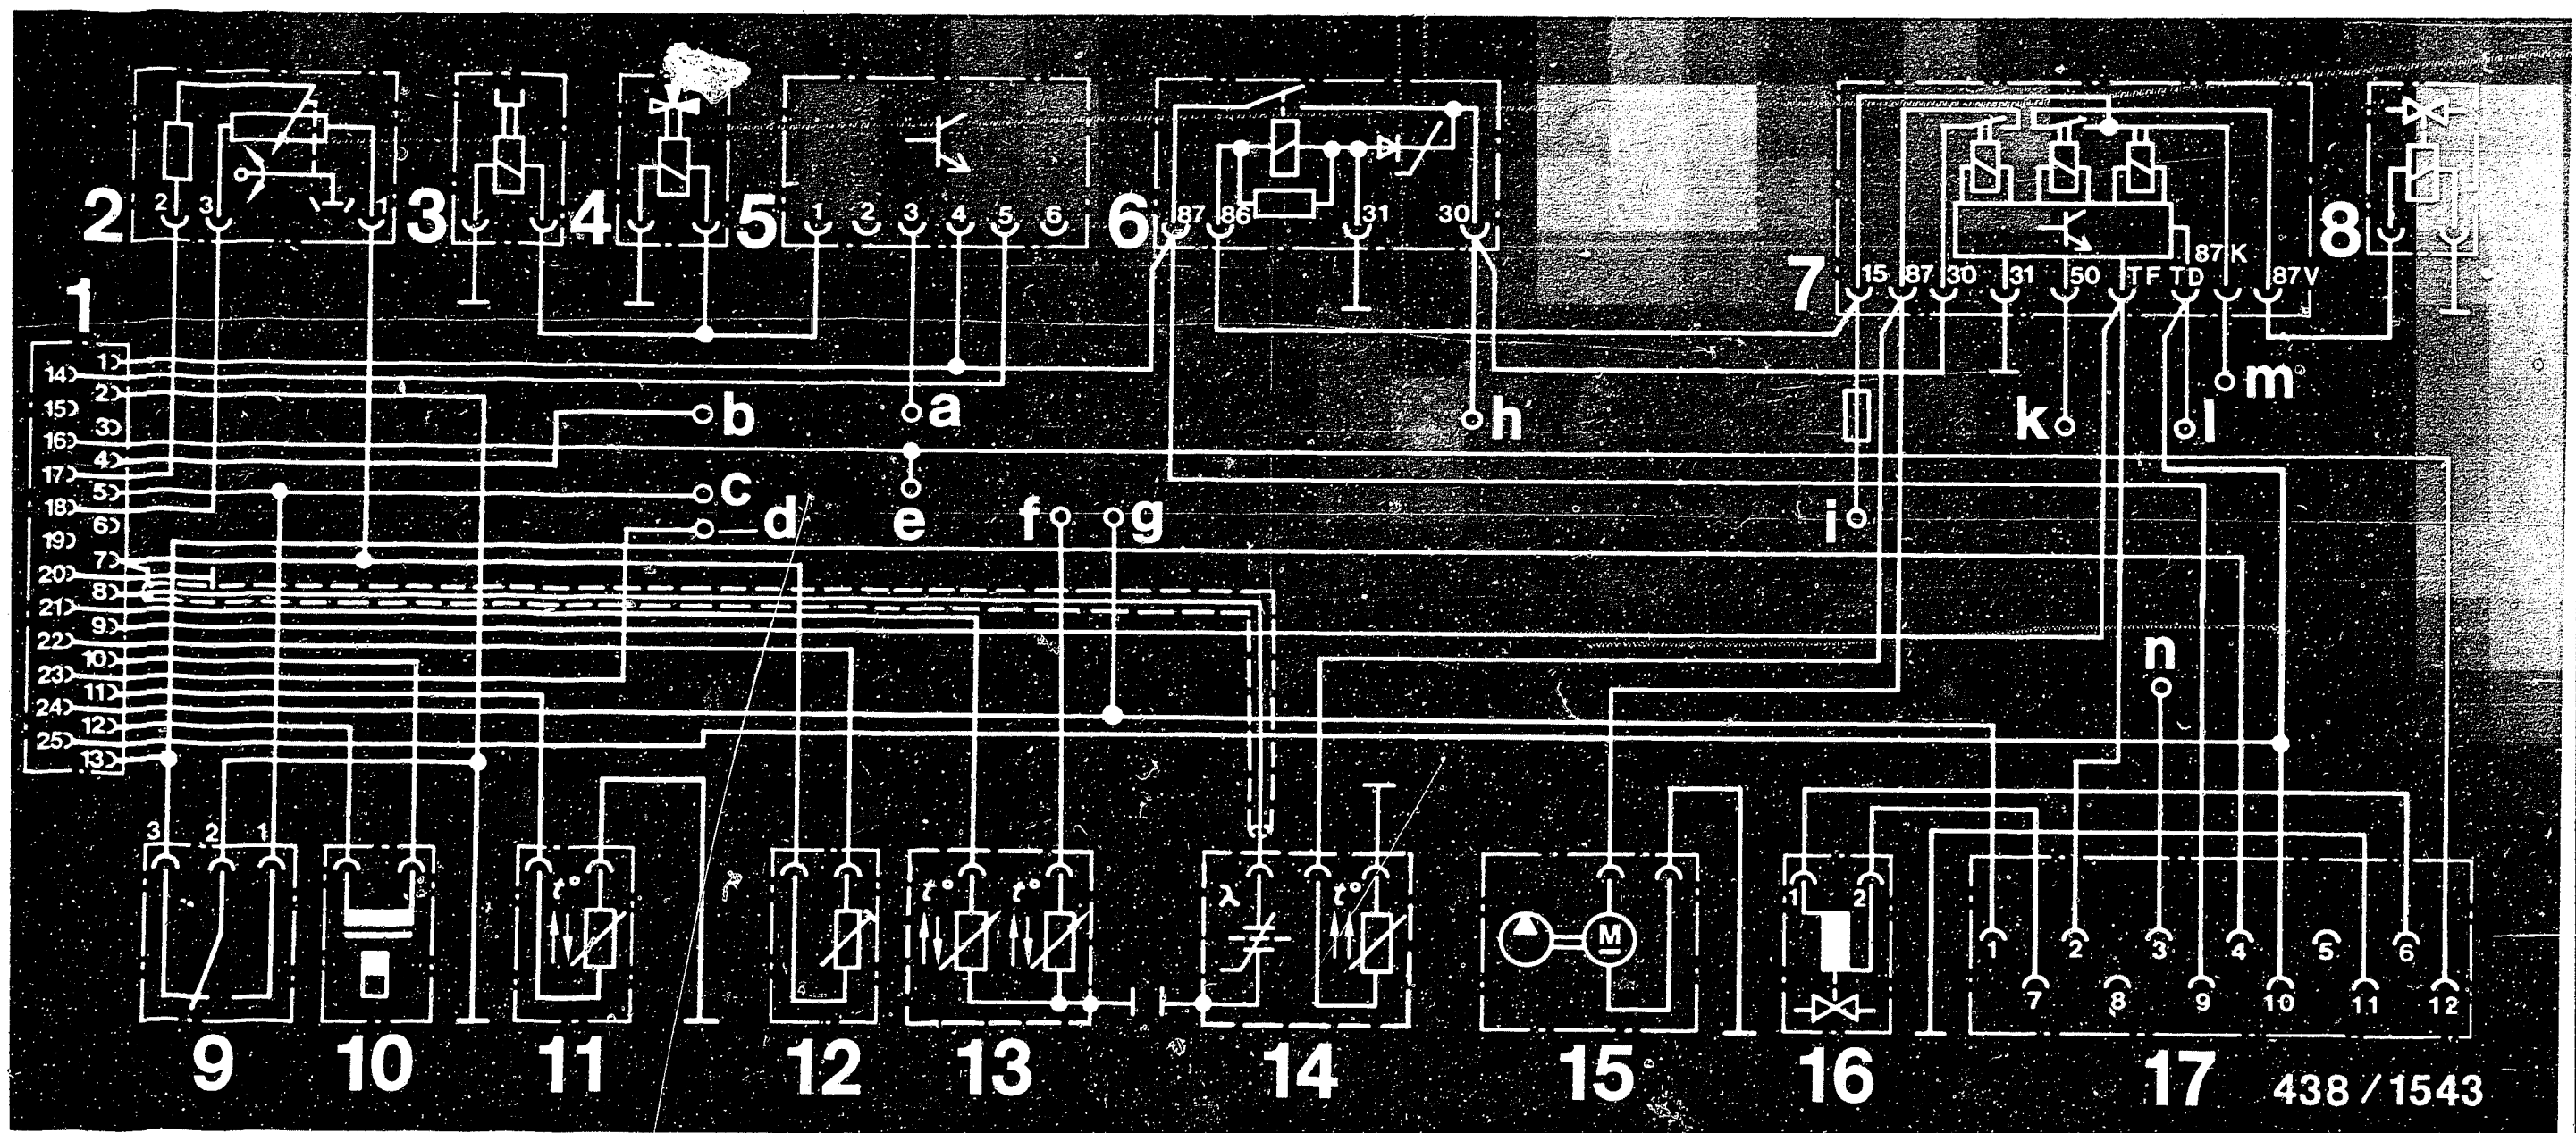 2 3 1
2
3
4
5
1 2 3 4 5 6
6
87 86 31 30
7
15 87 30 31 50 TF TD 87K 87V
8
1
1
14
2
15
3
16
4
17
5
18
6
19
7
20
8
21
9
22
10
23
11
24
12
25
13
b
a
h
k
l
m
c
d
e
f
g
i
n
3 2 1
t°
t° t°
λ t°
M
1 2
1 2 3 4 5 6
7 8 9 10 11 12
9 10 11 12 13 14 15 16 17
438/1543